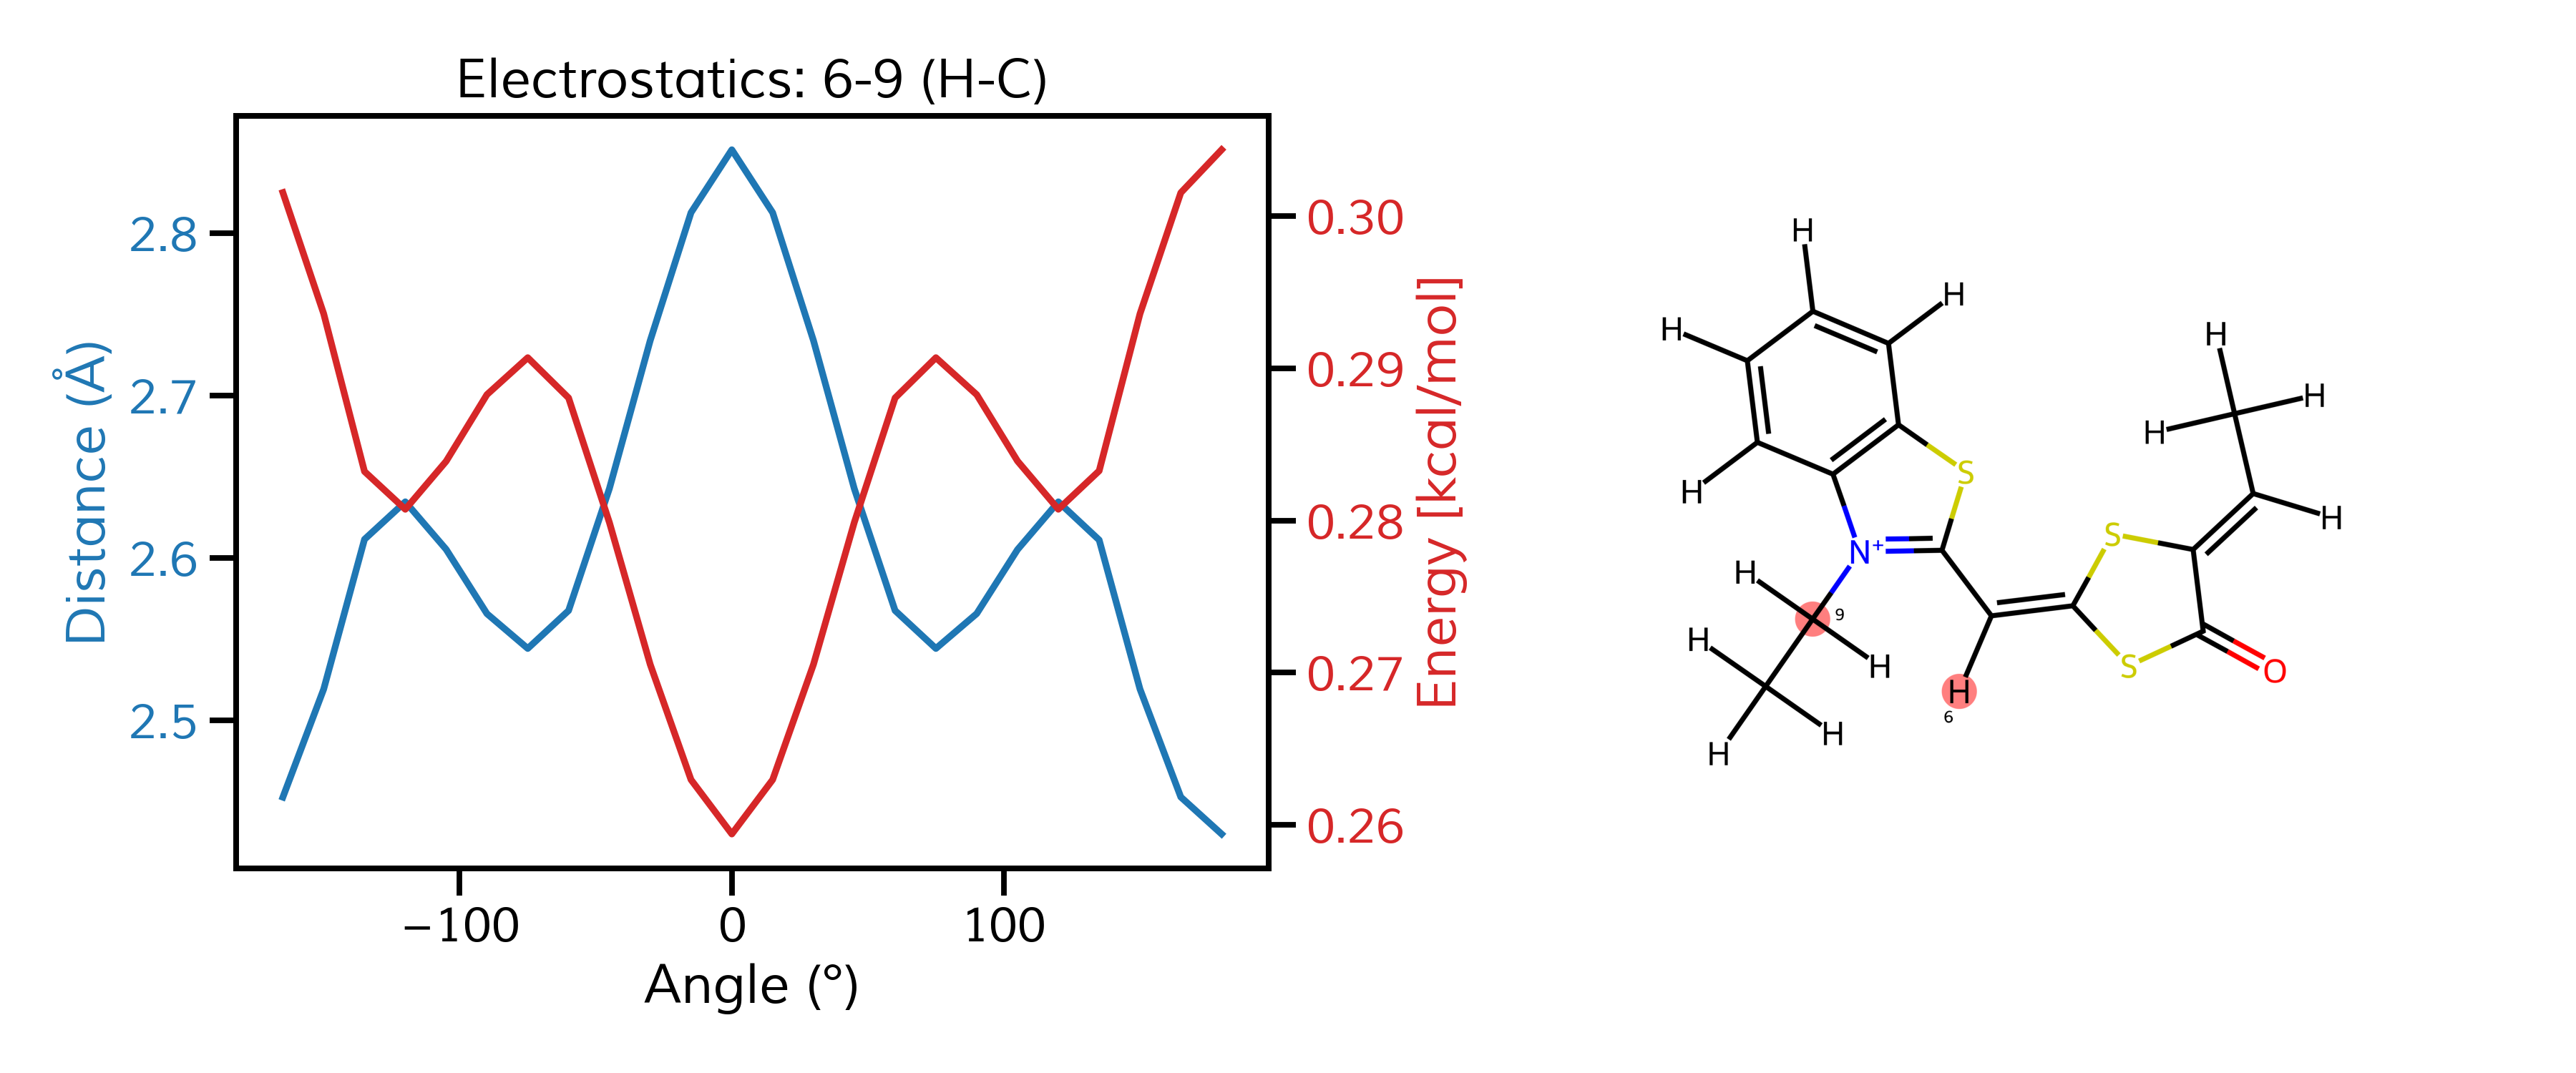 Electrostatics: 6-9 (H-C)
Distance (Å)
2.8
2.7
2.6
2.5
0.30
0.29
0.28
0.27
0.26
Energy [kcal/mol]
−100
0
100
Angle (°)
H
H
H
H
H
H
H
S
H
S
N+
H
9
H
H
S
O
H
6
H
H